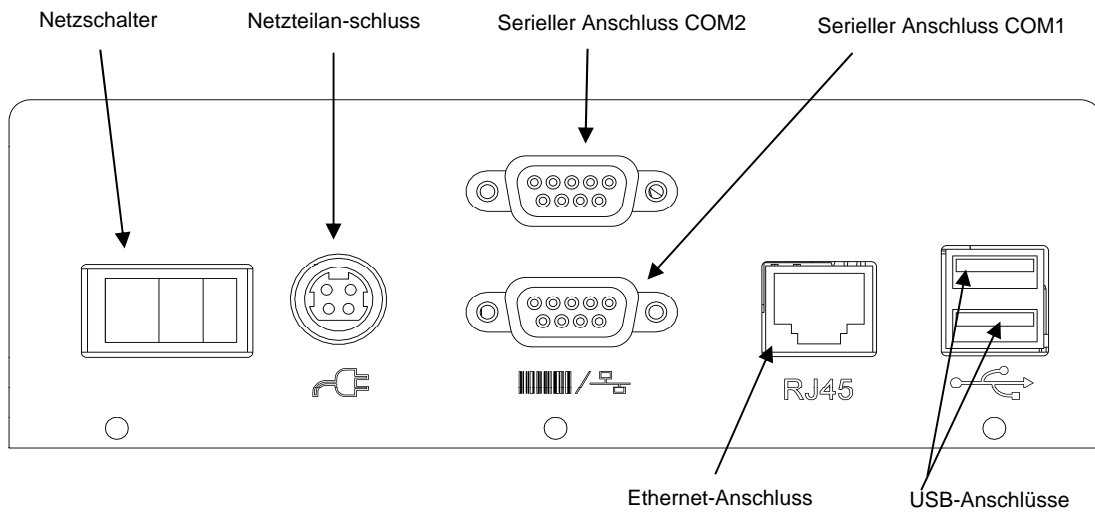 Netzschalter
Netzteilan-schluss
Serieller Anschluss COM2
Serieller Anschluss COM1
RJ45
Ethernet-Anschluss
USB-Anschlüsse